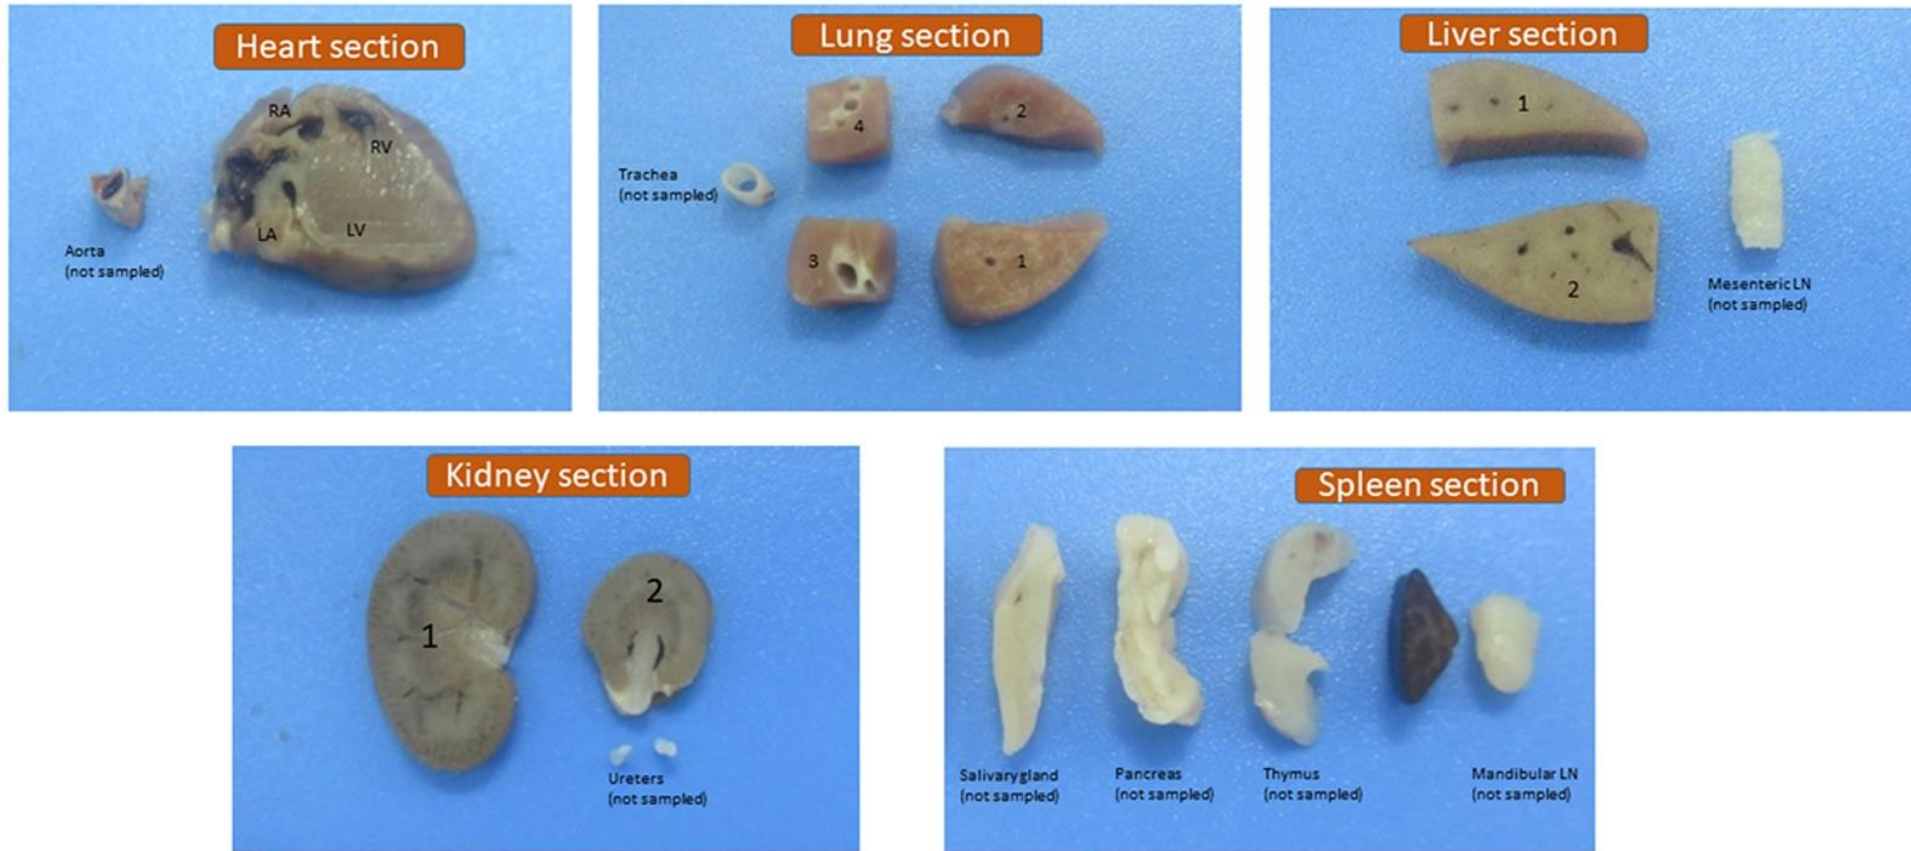 Heart section
RA
RV
LA
LV
Aorta
(not sampled)
Lung section
4
2
Trachea
(not sampled)
3
1
Liver section
1
2
Mesenteric LN
(not sampled)
Kidney section
2
1
Ureters
(not sampled)
Spleen section
Salivary gland
(not sampled)
Pancreas
(not sampled)
Thymus
(not sampled)
Mandibular LN
(not sampled)